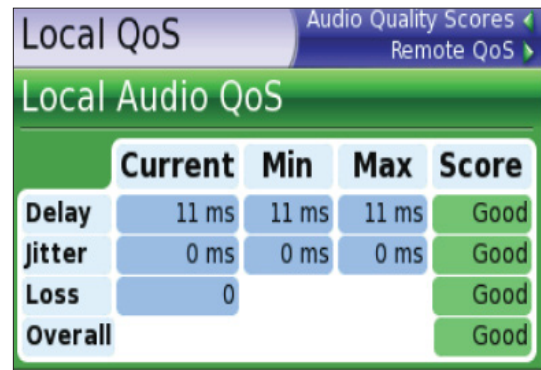 Local QoS
Audio Quality Scores
Remote QoS
Local Audio QoS
Current Min Max Score
Delay 11 ms 11 ms 11 ms Good
Jitter 0 ms 0 ms 0 ms Good
Loss 0 Good
Overall Good